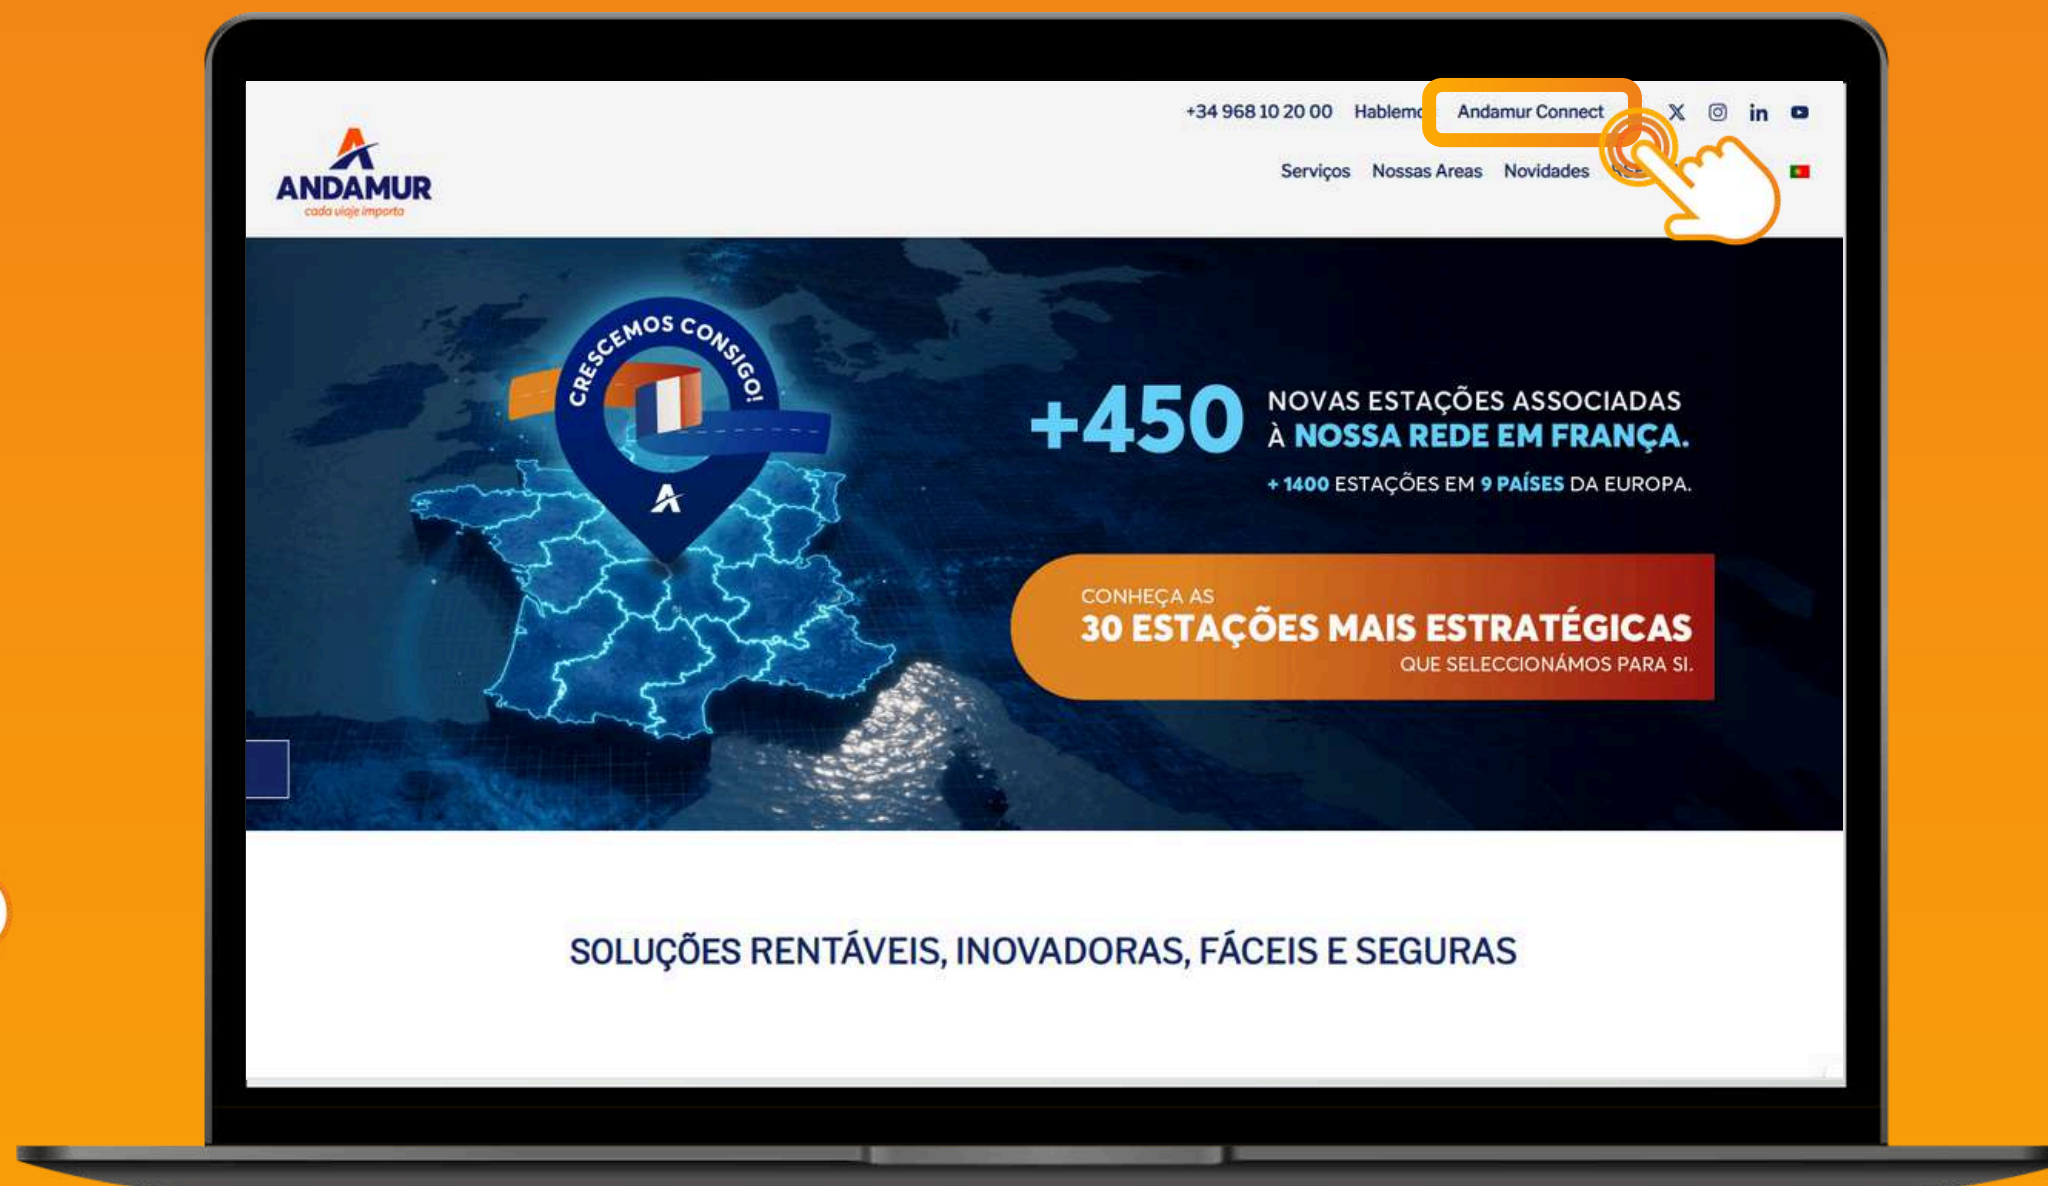 +34 968 10 20 00 Andamur Connect
ANDAMUR
cada viaje importa
Serviços Nossas Areas Novidades
CRESCEMOS CONSIGO!
+450 NOVAS ESTAÇÕES ASSOCIADAS
À NOSSA REDE EM FRANÇA.
+ 1400 ESTAÇÕES EM 9 PAÍSES DA EUROPA.
CONHEÇA AS
30 ESTAÇÕES MAIS ESTRATÉGICAS
QUE SELECCIONÁMOS PARA SI.
SOLUÇÕES RENTÁVEIS, INOVADORAS, FÁCEIS E SEGURAS